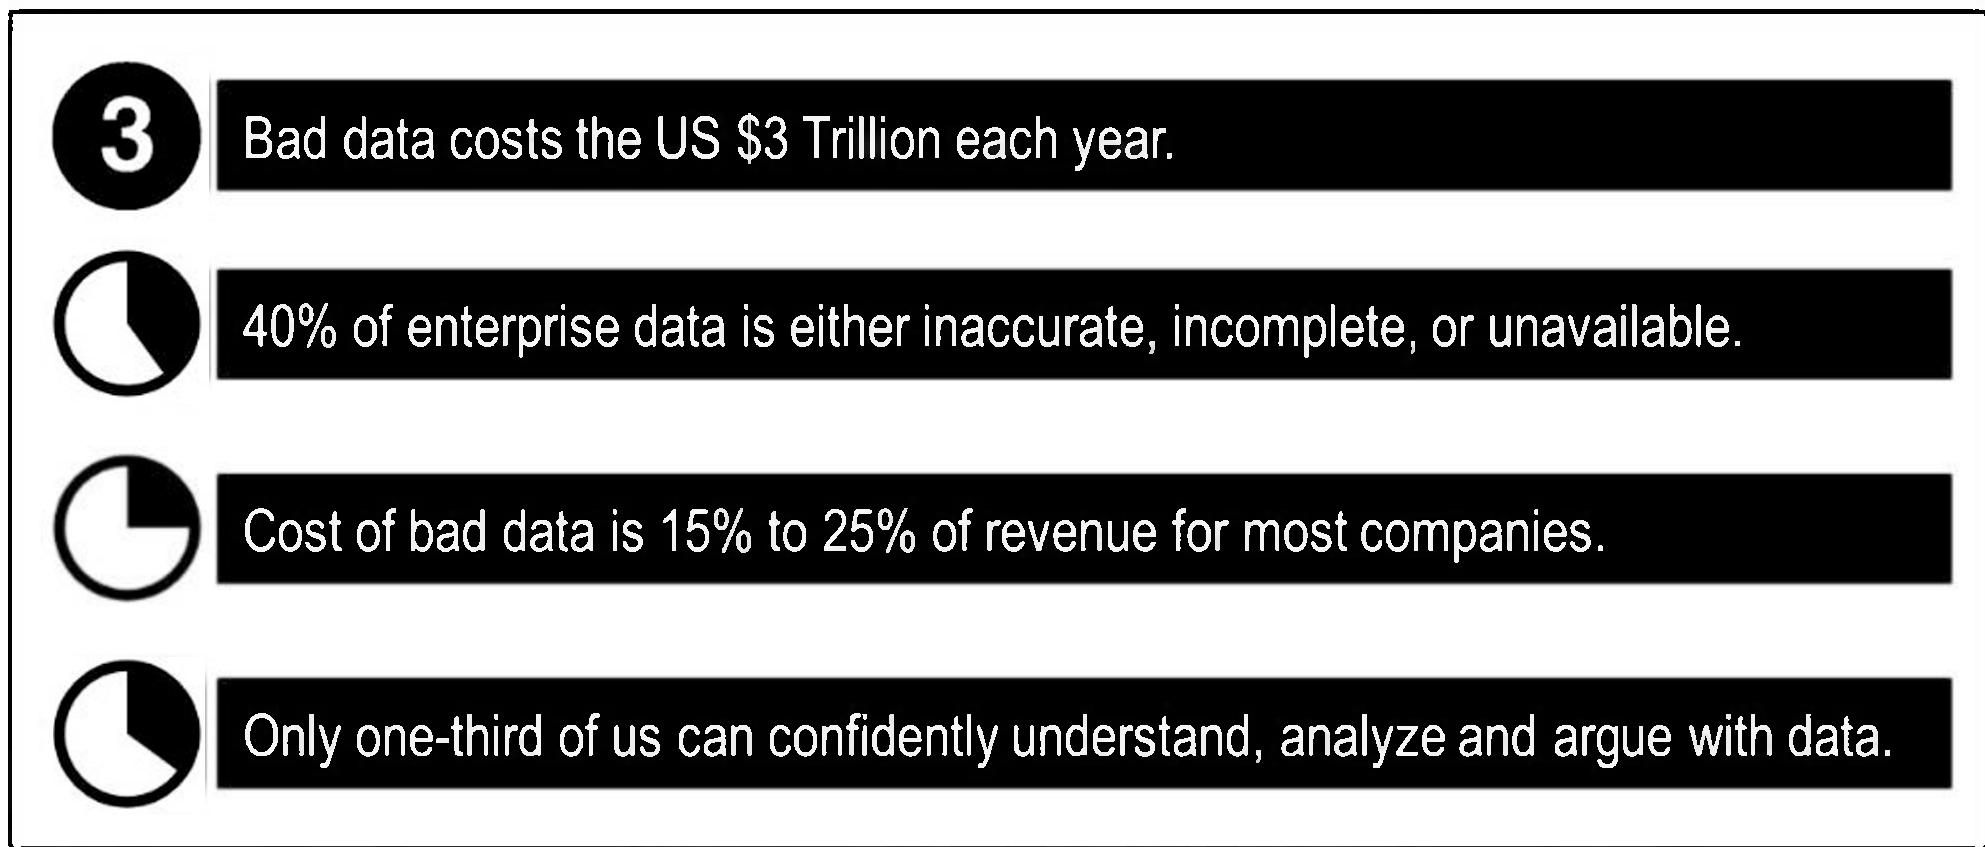 3
Bad data costs the US $3 Trillion each year.
40% of enterprise data is either inaccurate, incomplete, or unavailable.
Cost of bad data is 15% to 25% of revenue for most companies.
Only one-third of us can confidently understand, analyze and argue with data.